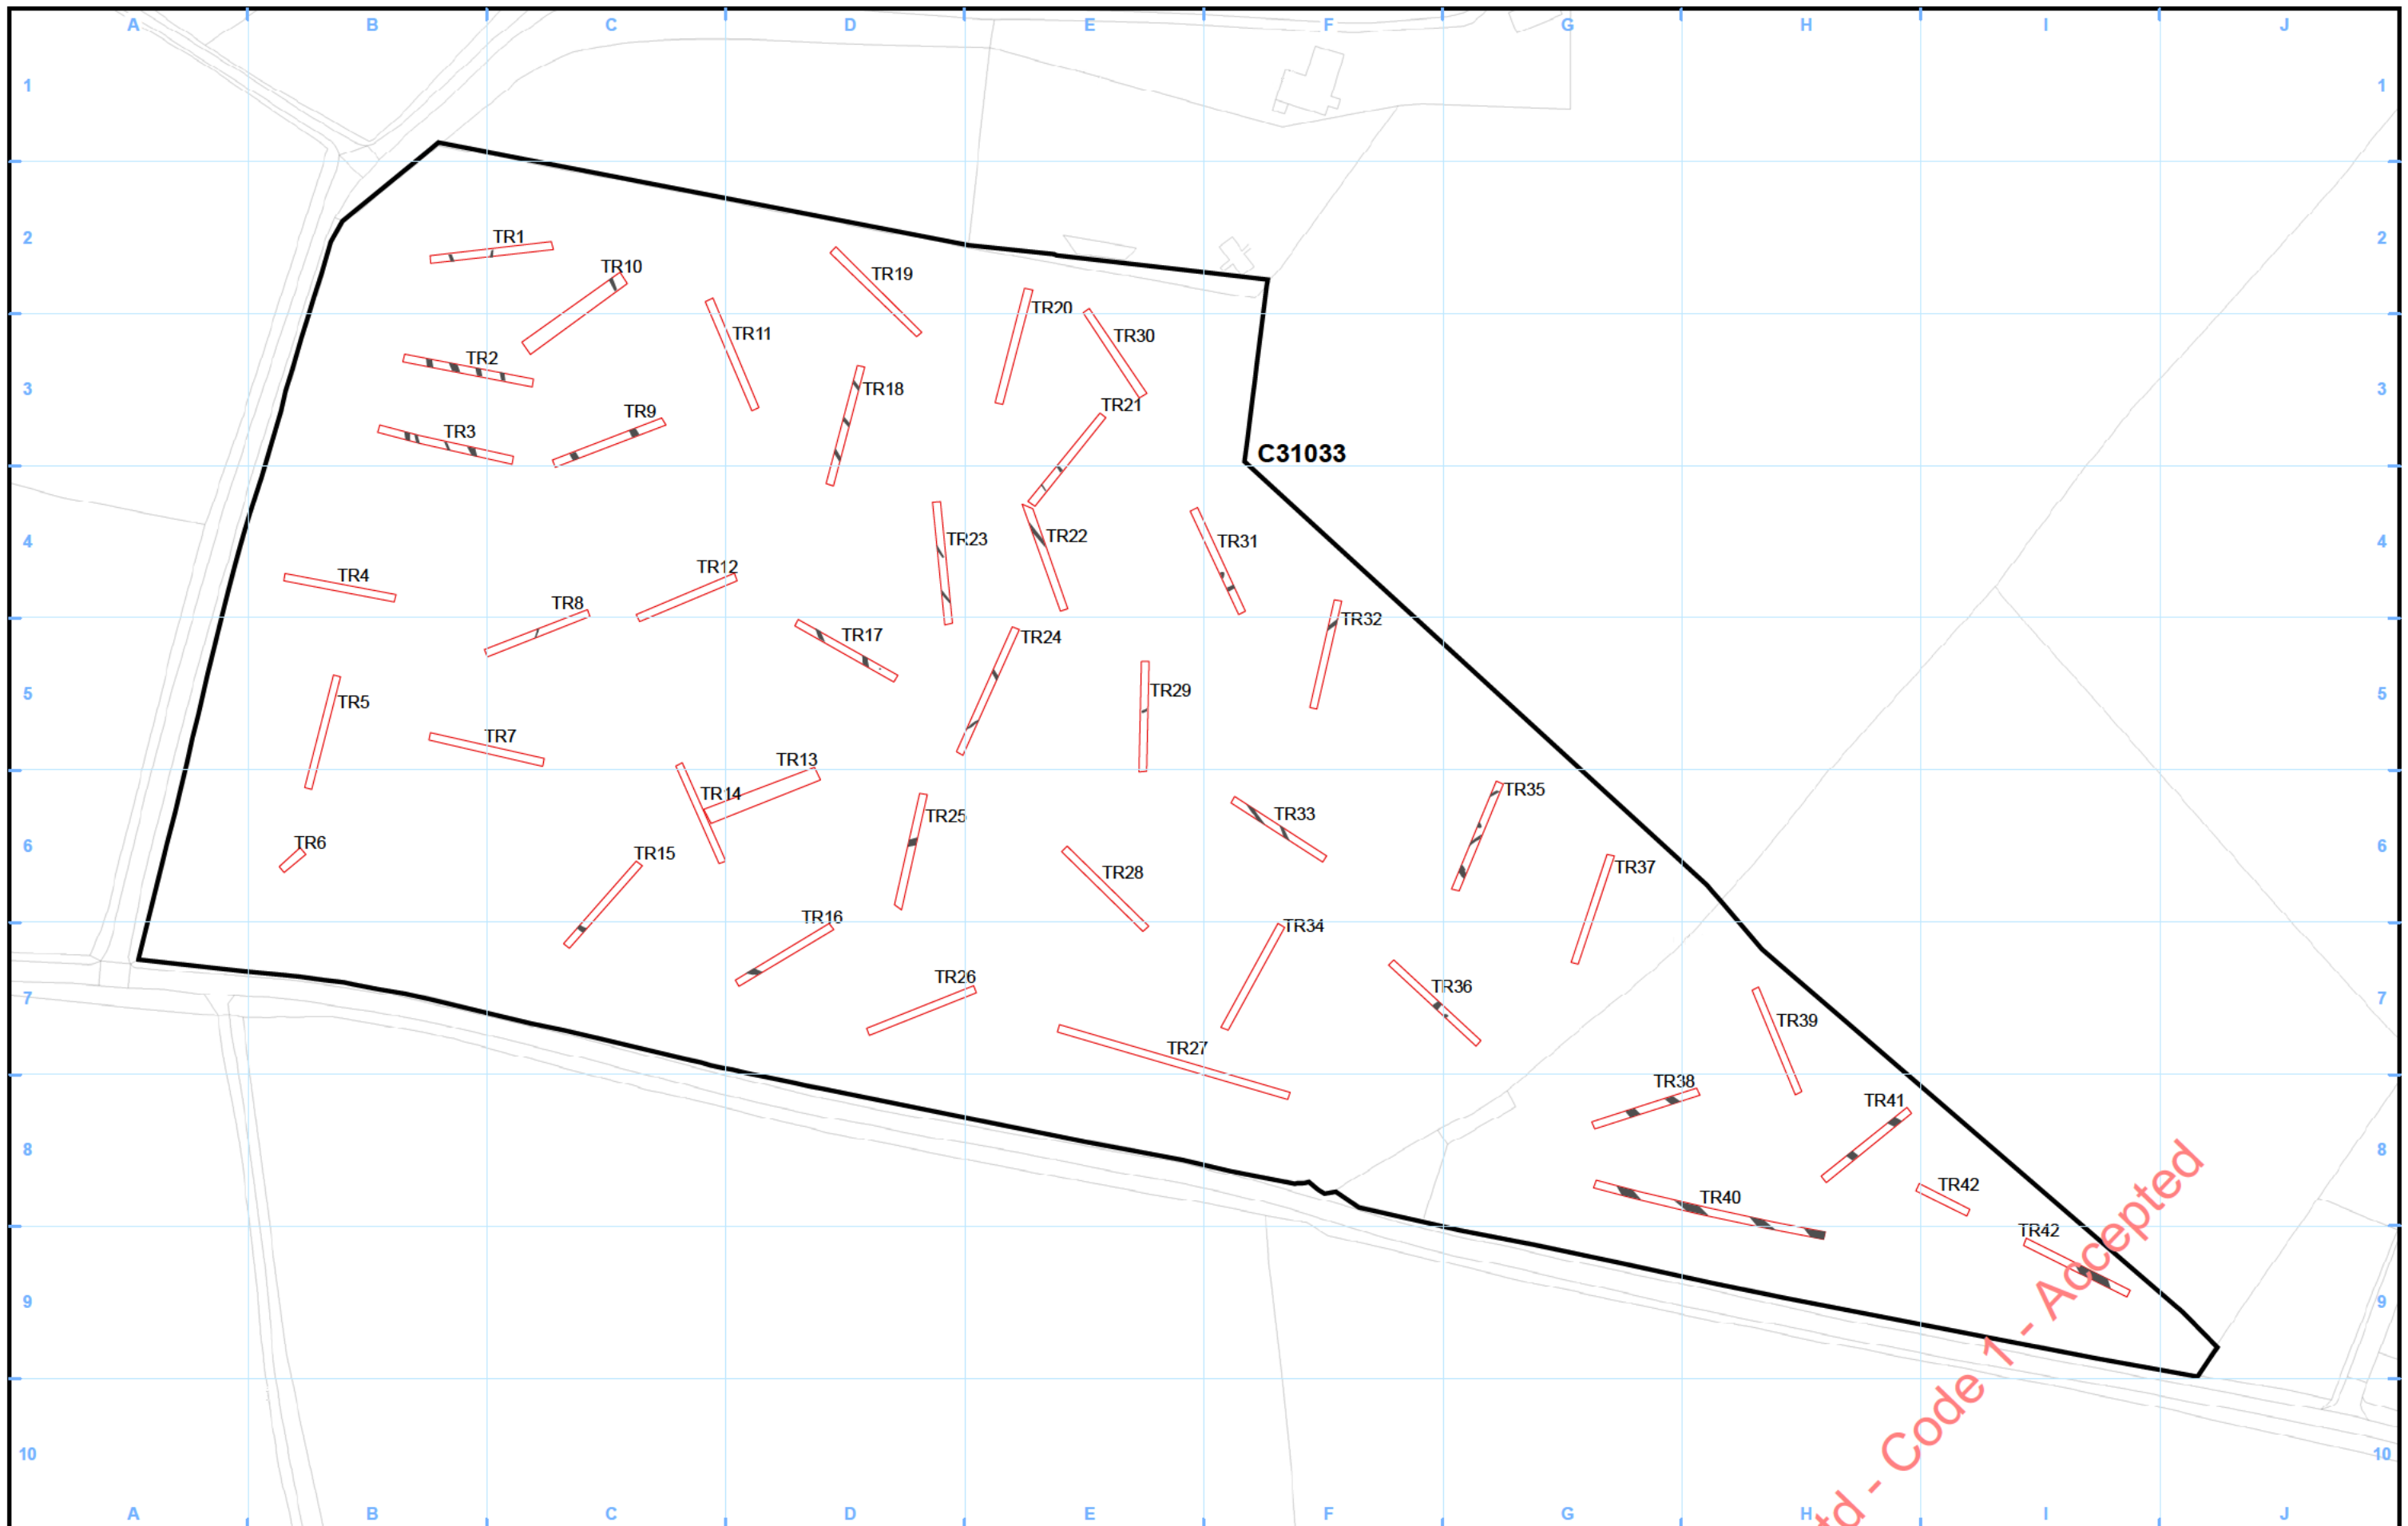 A B C D E F G H I J
1 1
2 2
TR1
TR10
TR19
TR20
TR11
TR30
TR2
3 3
TR18
TR21
TR9
TR3
C31033
TR23
TR22
TR31
4 4
TR12
TR4
TR8
TR32
TR17
TR24
TR29
5 5
TR5
TR7
TR13
TR14
TR35
TR25
TR33
TR6
6 6
TR15
TR37
TR28
TR16
TR34
TR26
TR36
7 7
TR39
TR27
TR38
TR41
8 8
TR42
TR40
TR42
9 9
td - Code 1 - Accepted
10 10
A B C D E F G H I J